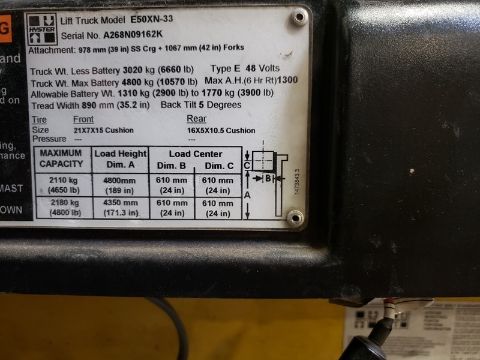 G
and
ed on
ing,
mance
MAST
OWN
HYSTER
Lift Truck Model E50XN-33
Serial No. A268N09162K
Attachment: 978 mm (39 in) SS Crg + 1067 mm (42 in) Forks
Truck Wt. Less Battery 3020 kg (6660 lb) Type E 48 Volts
Truck Wt. Max Battery 4800 kg (10570 lb) Max A.H.(6 Hr Rt)1300
Allowable Battery Wt. 1310 kg (2900 lb) to 1770 kg (3900 lb)
Tread Width 890 mm (35.2 in) Back Tilt 5 Degrees
Tire Front Rear
Size 21X7X15 Cushion 16X5X10.5 Cushion
Pressure --- ---
MAXIMUM CAPACITY Load Height Dim. A Load Center Dim. B Dim. C
2110 kg (4650 lb) 4800mm (189 in) 610 mm (24 in) 610 mm (24 in)
2180 kg (4800 lb) 4350 mm (171.3 in) 610 mm (24 in) 610 mm (24 in)
C
B
A